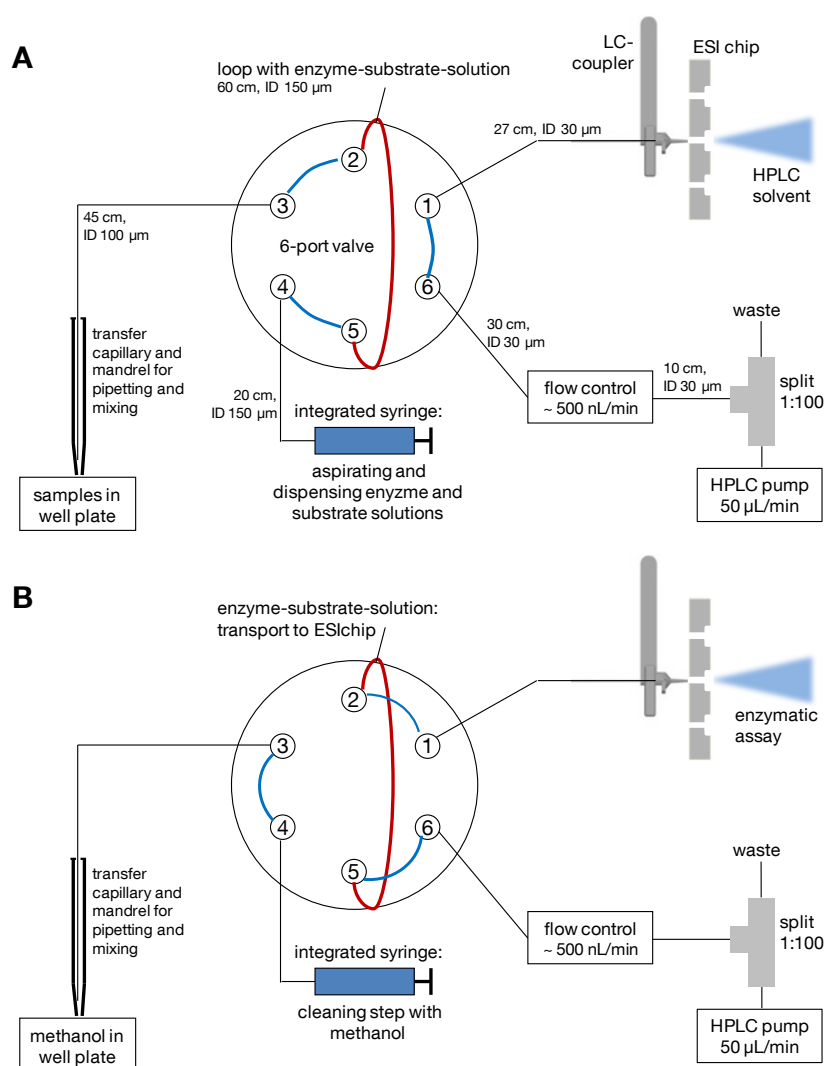 A
loop with enzyme-substrate-solution
60 cm, ID 150 µm
LC-
coupler
ESI chip
27 cm, ID 30 µm
HPLC
solvent
2
3
1
45 cm,
ID 100 µm
6-port valve
4
6
5
transfer
capillary and
mandrel for
pipetting and
mixing
30 cm,
ID 30 µm
waste
10 cm,
ID 30 µm
split
1:100
flow control
~ 500 nL/min
20 cm,
ID 150 µm
integrated syringe:
aspirating and
dispensing enyzme and
substrate solutions
samples in
well plate
HPLC pump
50 µL/min
B
enzyme-substrate-solution:
transport to ESIchip
2
3
1
enzymatic
assay
4
6
5
transfer
capillary and
mandrel for
pipetting and
mixing
waste
split
1:100
flow control
~ 500 nL/min
integrated syringe:
cleaning step with
methanol
methanol in
well plate
HPLC pump
50 µL/min